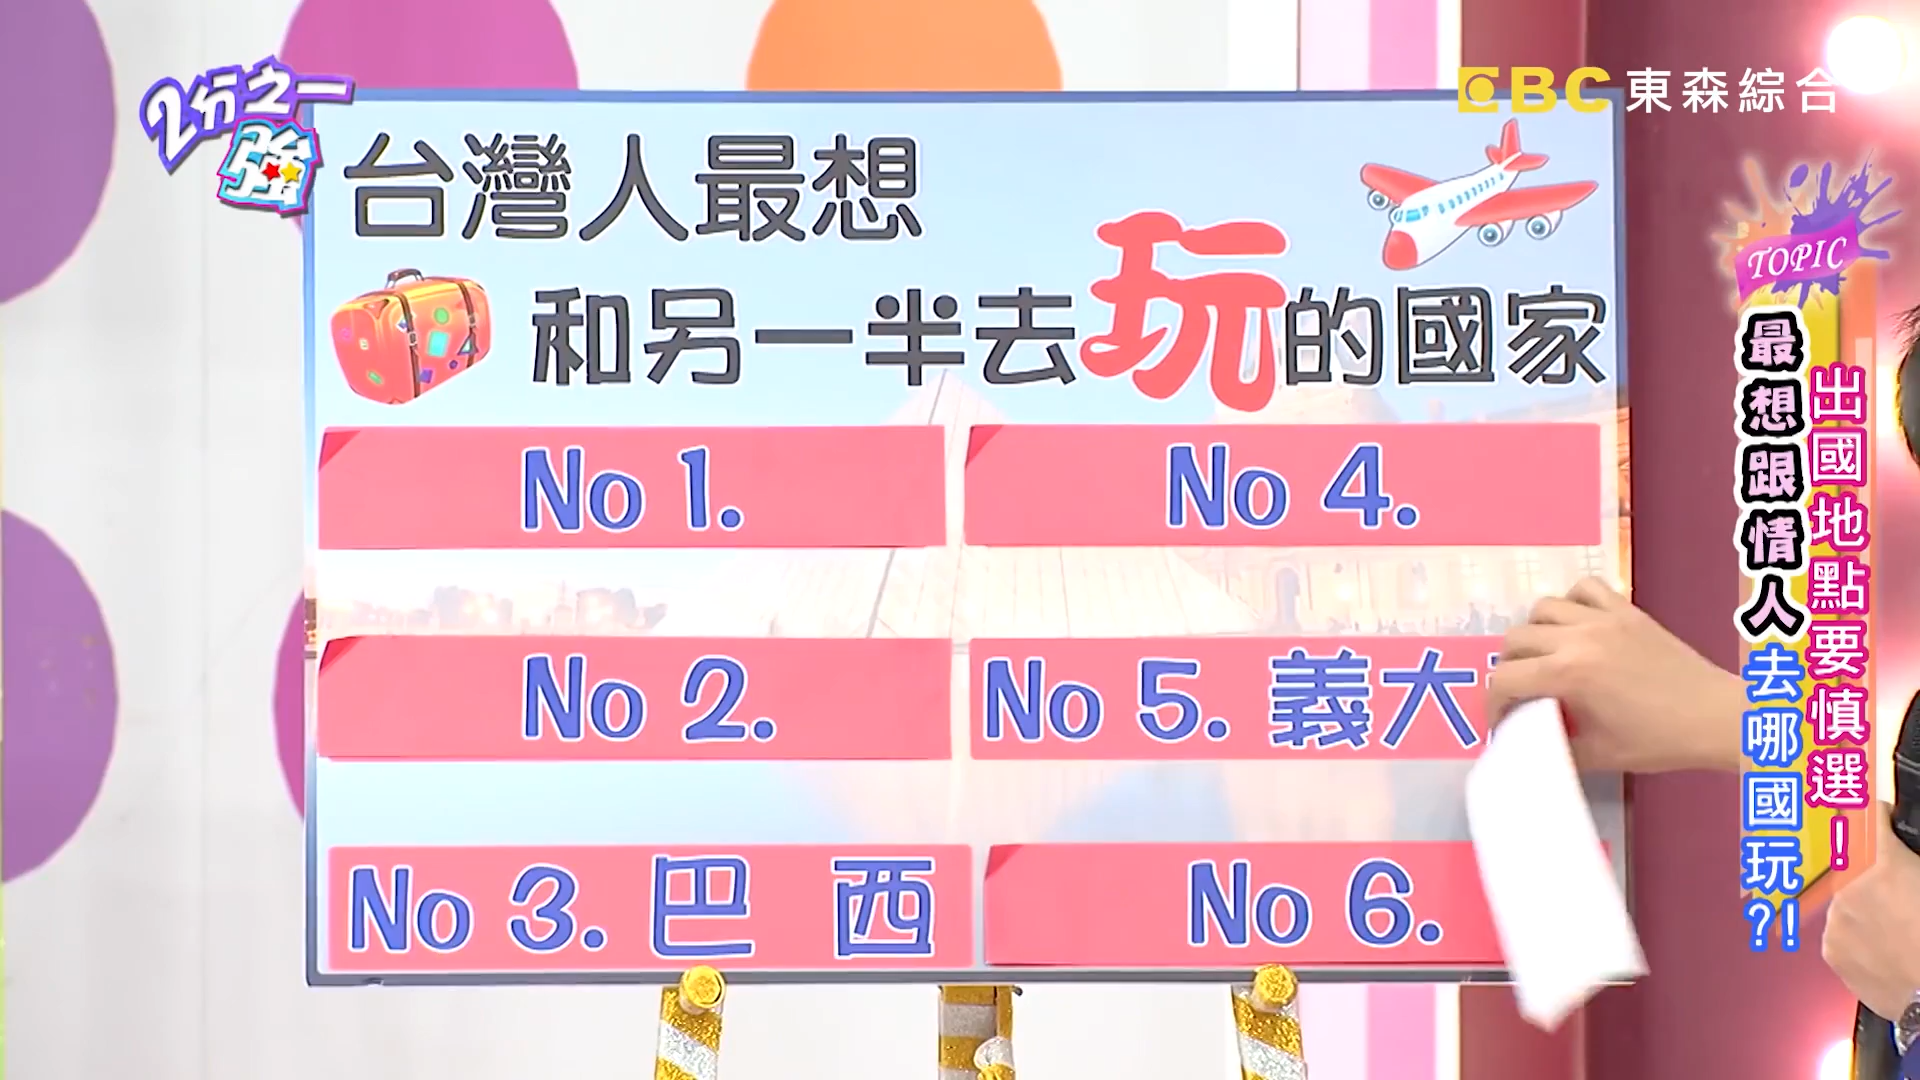 2分之一強
EBC 東森綜合
台灣人最想
和另一半去玩的國家
No 1.
No 4.
No 2.
No 5. 義大
No 3. 巴 西
No 6.
TOPIC
出國地點要慎選！
最想跟情人去哪國玩?!